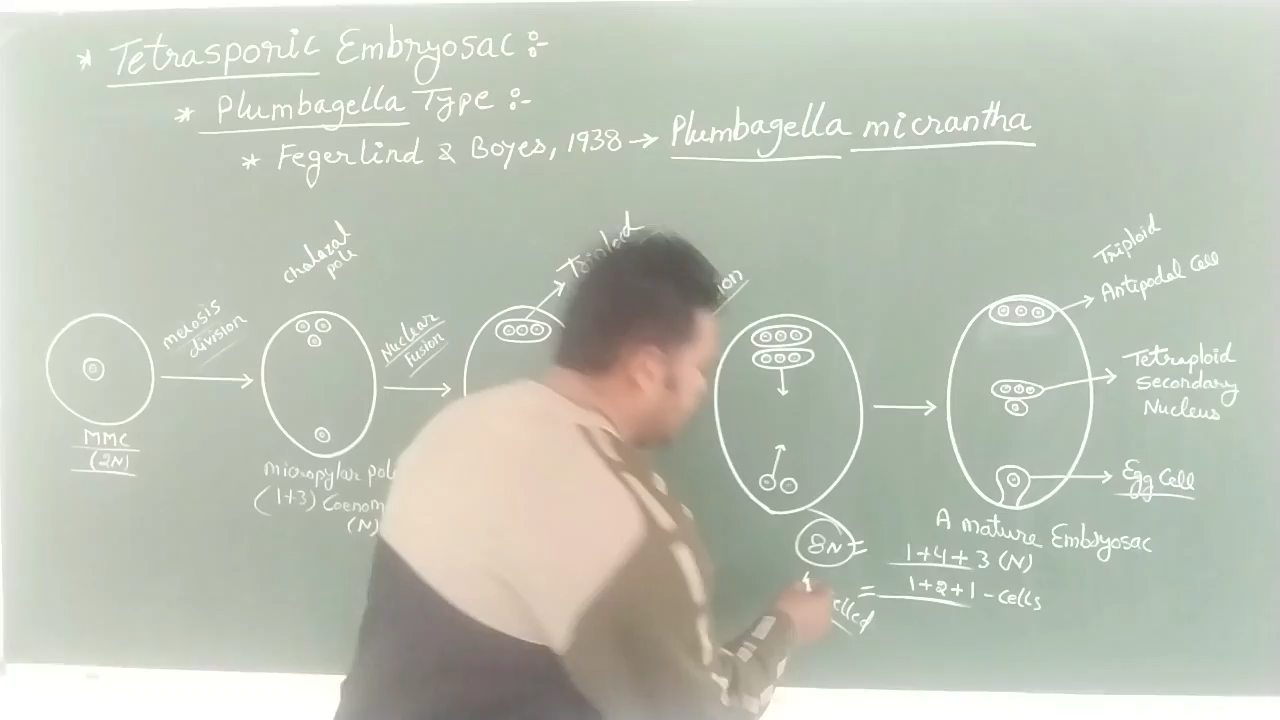 * Tetrasporic Embryosac :-
* Plumbagella Type :-
* Fegerlind & Boyes, 1938 → Plumbagella micrantha
MMC
(2N)
meiosis
division
chalazal
pole
micropylar
(1+3)
(N)
Nuclear
fusion
8N =
Triploid
Antipodal Cell
Tetraploid
Secondary
Nucleus
Egg Cell
A mature Embryosac
1+4+3 (N)
= 1+2+1 - cells